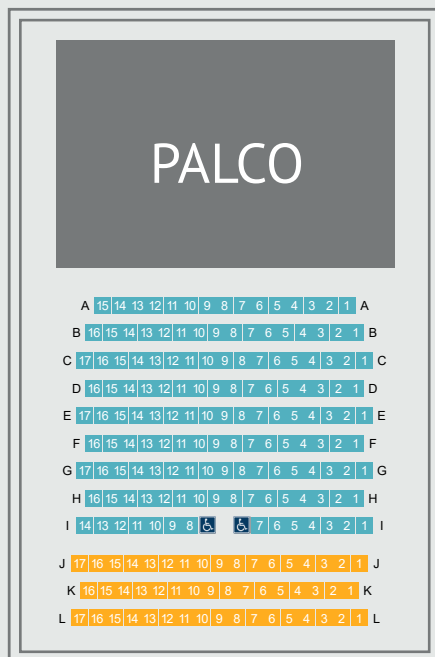 PALCO
A 15 14 13 12 11 10 9 8 7 6 5 4 3 2 1 A
B 16 15 14 13 12 11 10 9 8 7 6 5 4 3 2 1 B
C 17 16 15 14 13 12 11 10 9 8 7 6 5 4 3 2 1 C
D 16 15 14 13 12 11 10 9 8 7 6 5 4 3 2 1 D
E 17 16 15 14 13 12 11 10 9 8 7 6 5 4 3 2 1 E
F 16 15 14 13 12 11 10 9 8 7 6 5 4 3 2 1 F
G 17 16 15 14 13 12 11 10 9 8 7 6 5 4 3 2 1 G
H 16 15 14 13 12 11 10 9 8 7 6 5 4 3 2 1 H
I 14 13 12 11 10 9 8 7 6 5 4 3 2 1 I
J 17 16 15 14 13 12 11 10 9 8 7 6 5 4 3 2 1 J
K 16 15 14 13 12 11 10 9 8 7 6 5 4 3 2 1 K
L 17 16 15 14 13 12 11 10 9 8 7 6 5 4 3 2 1 L